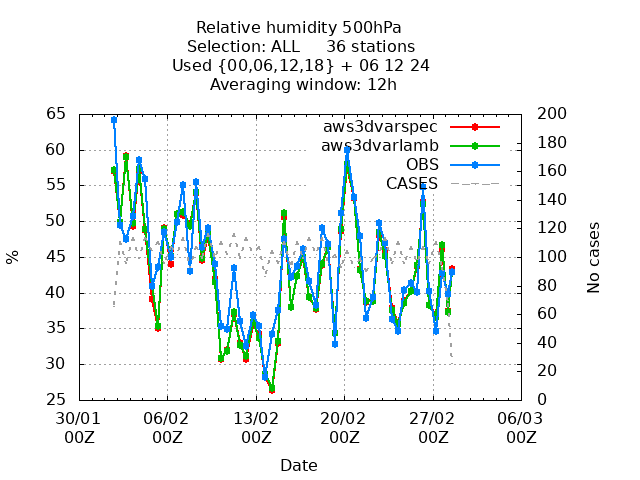 Relative humidity 500hPa
Selection: ALL 36 stations
Used {00,06,12,18} + 06 12 24
Averaging window: 12h
aws3dvarspec
aws3dvarlamb
OBS
CASES
65
60
55
50
45
40
35
30
25
%
200
180
160
140
120
100
80
60
40
20
0
No cases
30/01 06/02 13/02 20/02 27/02 06/03
00Z 00Z 00Z 00Z 00Z 00Z
Date